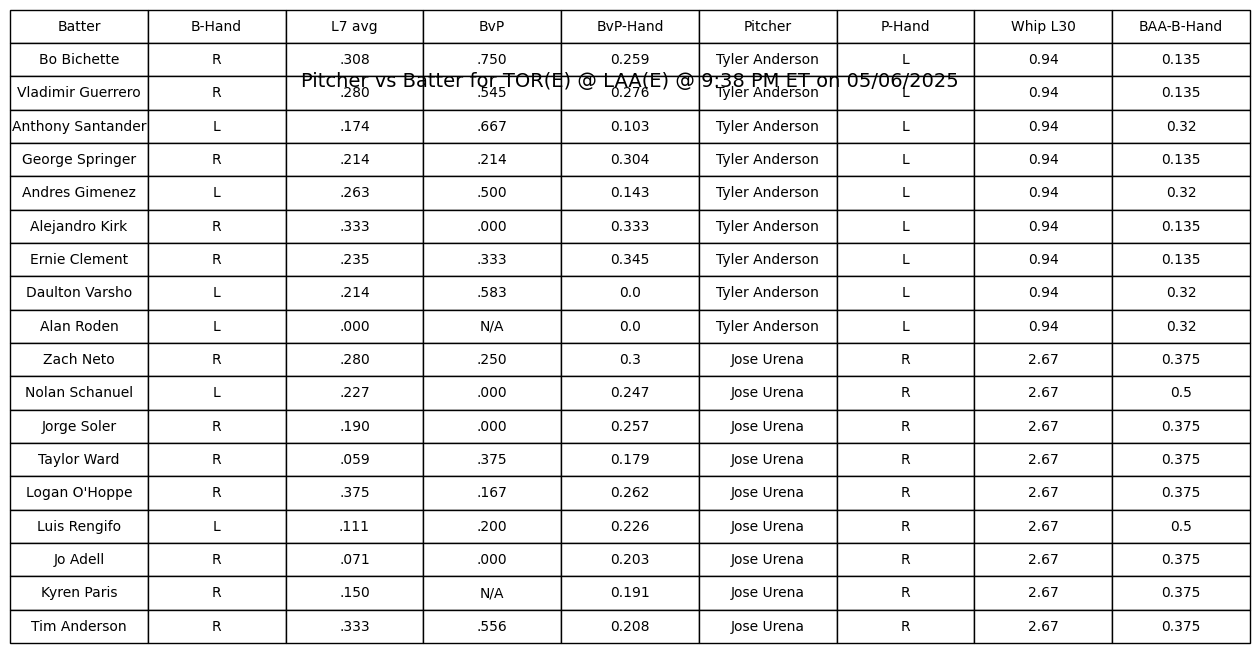 Batter B-Hand L7 avg BvP BvP-Hand Pitcher P-Hand Whip L30 BAA-B-Hand
Bo Bichette R .308 .750 0.259 Tyler Anderson L 0.94 0.135
Pitcher vs Batter for TOR(E) @ LAA(E) @ 9:38 PM ET on 05/06/2025
Vladimir Guerrero R .280 .545 0.276 Tyler Anderson L 0.94 0.135
Anthony Santander L .174 .667 0.103 Tyler Anderson L 0.94 0.32
George Springer R .214 .214 0.304 Tyler Anderson L 0.94 0.135
Andres Gimenez L .263 .500 0.143 Tyler Anderson L 0.94 0.32
Alejandro Kirk R .333 .000 0.333 Tyler Anderson L 0.94 0.135
Ernie Clement R .235 .333 0.345 Tyler Anderson L 0.94 0.135
Daulton Varsho L .214 .583 0.0 Tyler Anderson L 0.94 0.32
Alan Roden L .000 N/A 0.0 Tyler Anderson L 0.94 0.32
Zach Neto R .280 .250 0.3 Jose Urena R 2.67 0.375
Nolan Schanuel L .227 .000 0.247 Jose Urena R 2.67 0.5
Jorge Soler R .190 .000 0.257 Jose Urena R 2.67 0.375
Taylor Ward R .059 .375 0.179 Jose Urena R 2.67 0.375
Logan O'Hoppe R .375 .167 0.262 Jose Urena R 2.67 0.375
Luis Rengifo L .111 .200 0.226 Jose Urena R 2.67 0.5
Jo Adell R .071 .000 0.203 Jose Urena R 2.67 0.375
Kyren Paris R .150 N/A 0.191 Jose Urena R 2.67 0.375
Tim Anderson R .333 .556 0.208 Jose Urena R 2.67 0.375